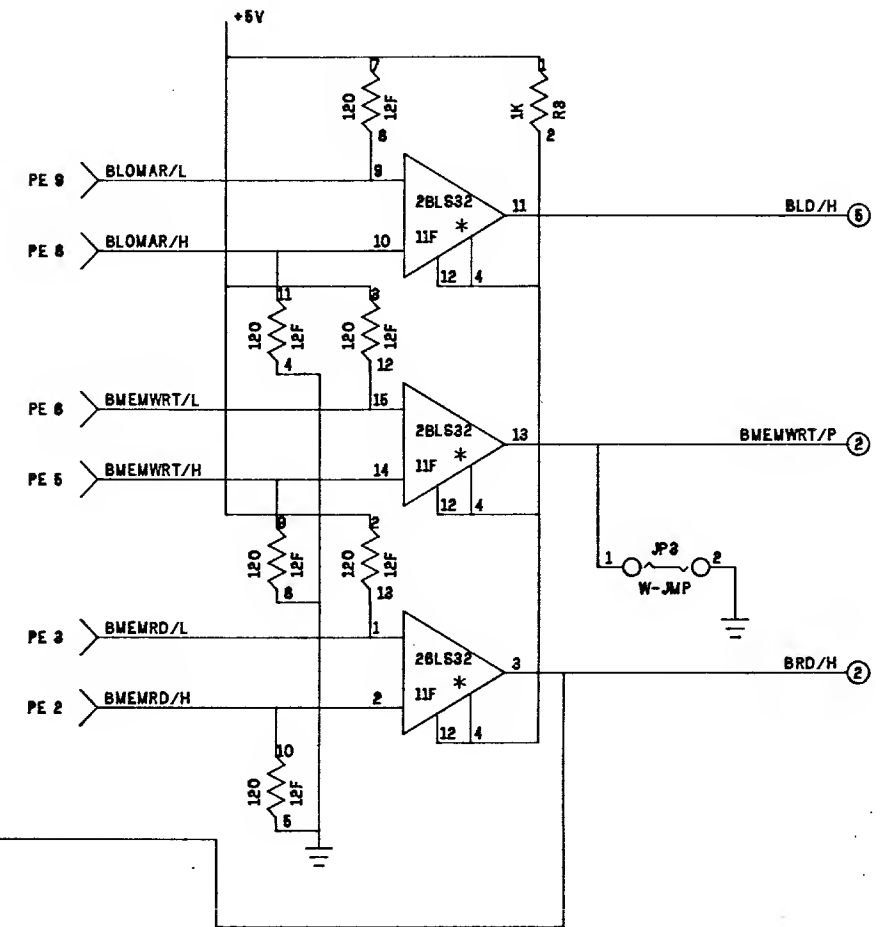 +5V
7
120
12F
8
1
1K
R3
2
PE 9
BLOMAR/L
9
PE 8
BLOMAR/H
10
26LS32
11F
*
11
12
4
BLD/H
5
11
120
12F
4
3
120
12F
12
PE 6
BMEMWRT/L
15
PE 5
BMEMWRT/H
14
26LS32
11F
*
13
12
4
BMEMWRT/P
2
9
120
12F
8
2
120
12F
13
1
JP3
2
W-JMP
PE 3
BMEMRD/L
1
PE 2
BMEMRD/H
2
26LS32
11F
*
3
12
4
BRD/H
2
10
120
12F
5